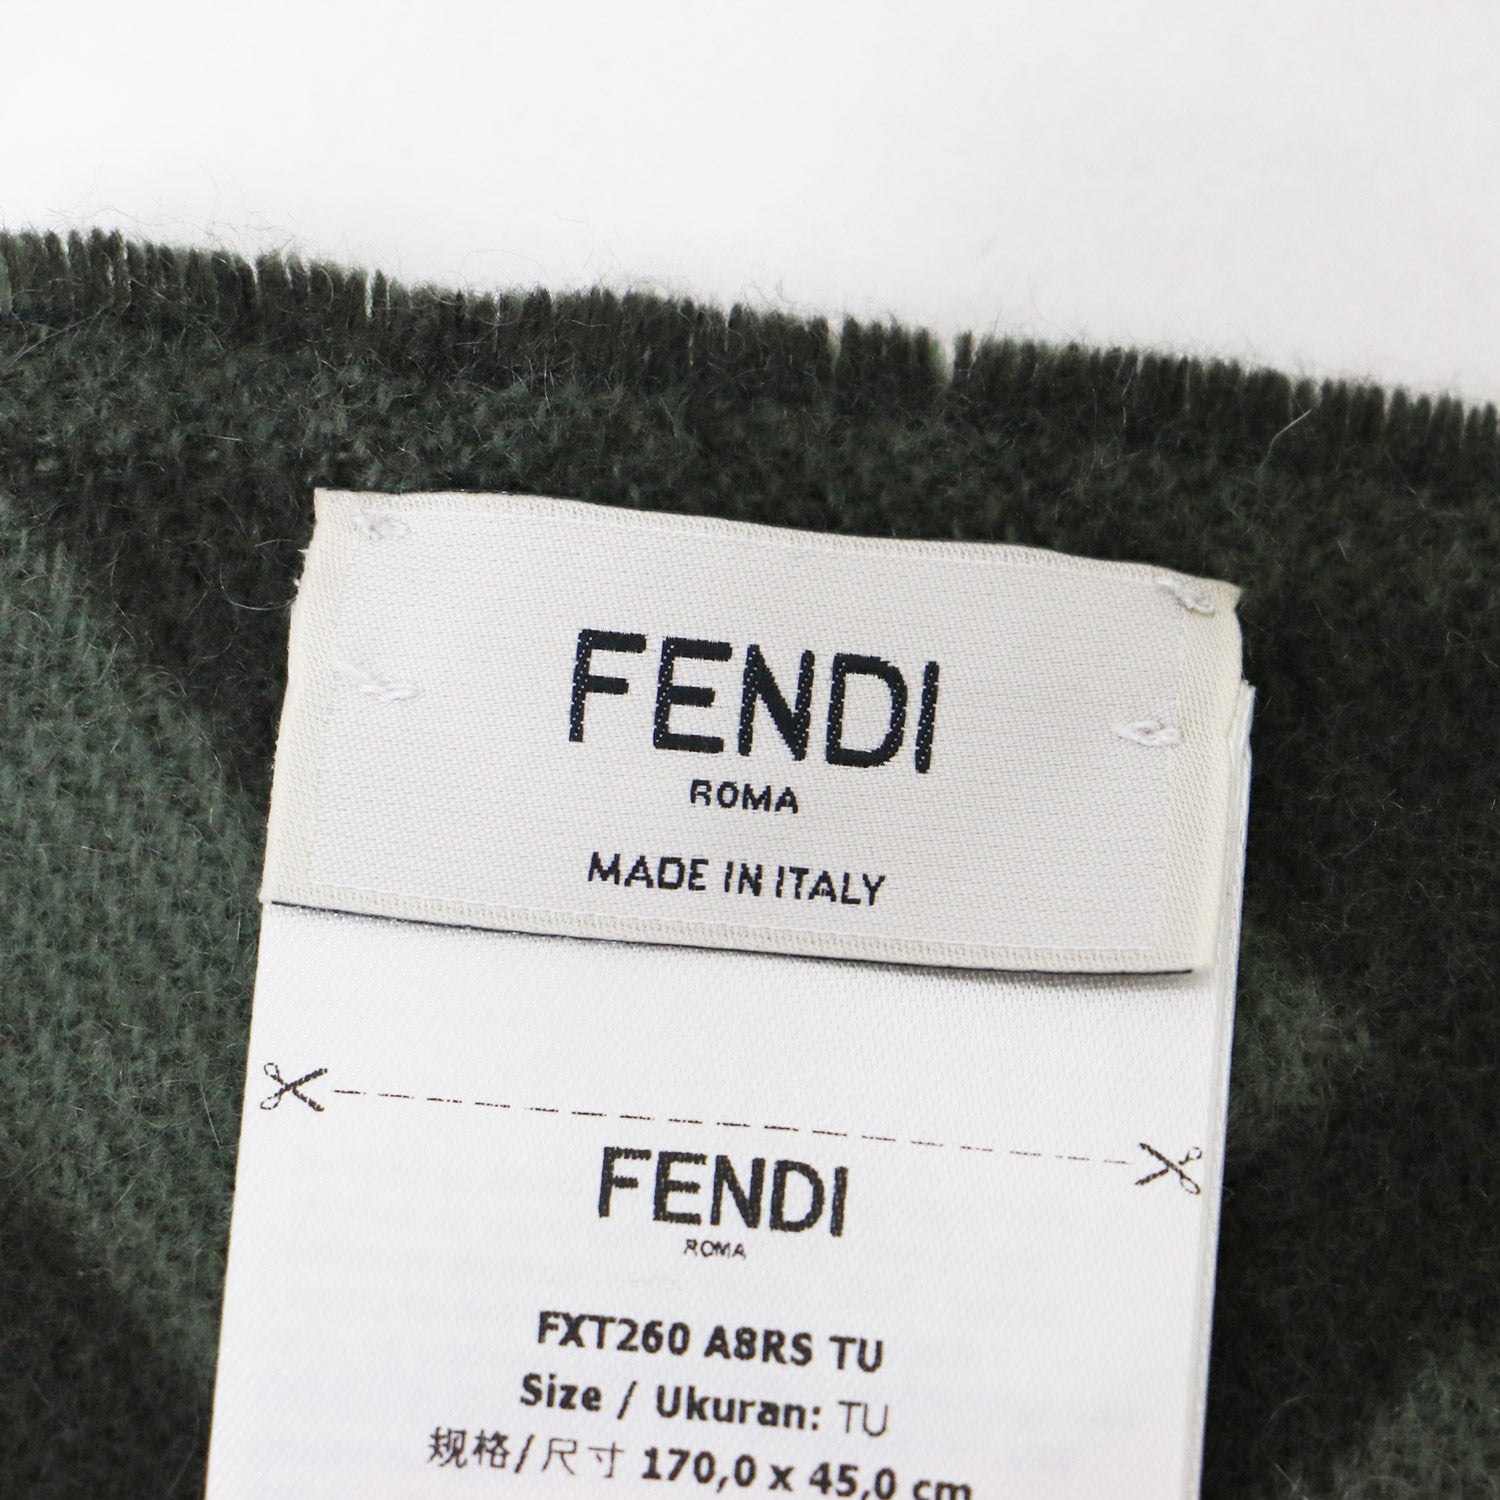 FENDI
ROMA
MADE IN ITALY
FENDI
ROMA
FXT260 A8RS TU
Size / Ukuran: TU
规格/尺寸 170,0 x 45,0 cm